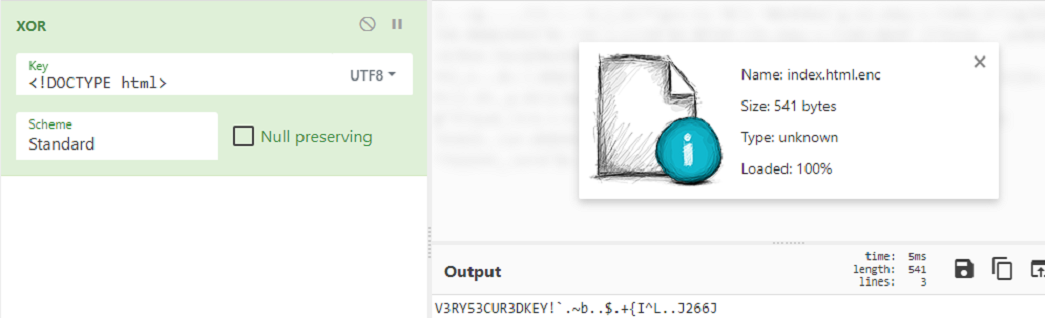 XOR
Key
<!DOCTYPE html>
UTF8
Scheme
Standard
Null preserving
Name: index.html.enc
Size: 541 bytes
Type: unknown
Loaded: 100%
Output
time: 5ms
length: 541
lines: 3
V3RY53CUR3DKEY!`.~b..$.+{I^L..J266J